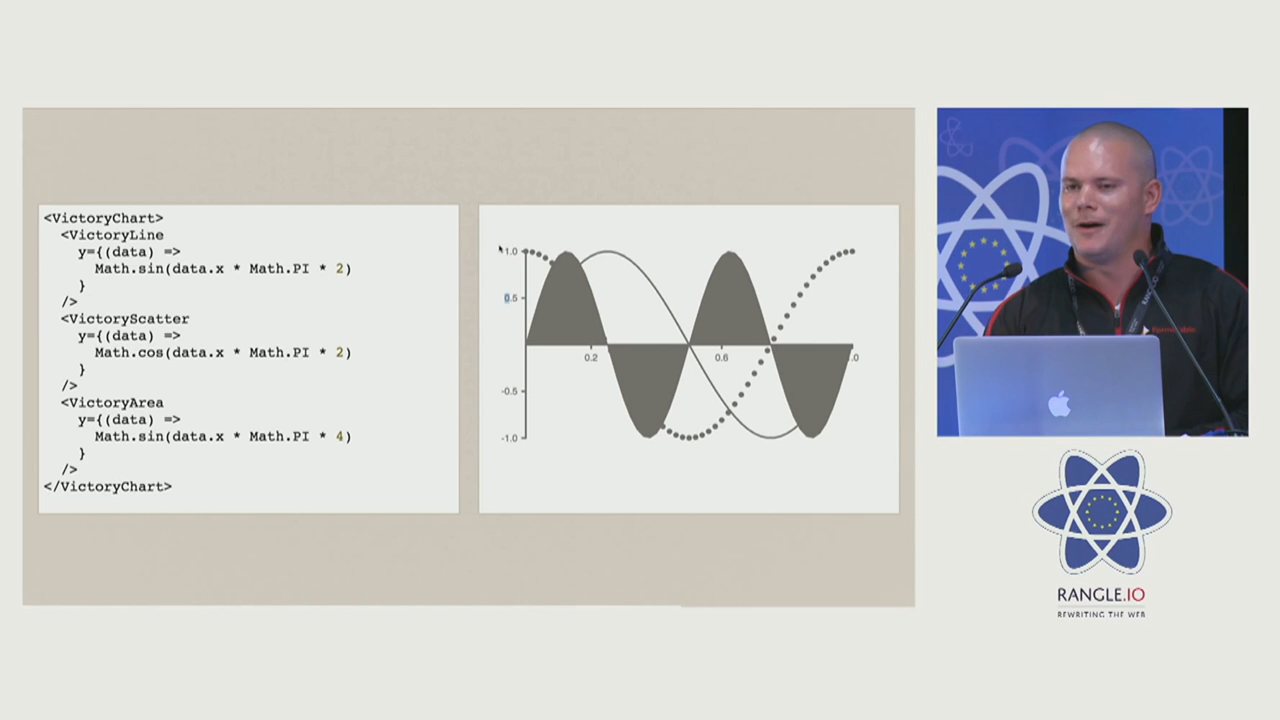 <VictoryChart>
<VictoryLine
y={(data) =>
Math.sin(data.x * Math.PI * 2)
}
/>
<VictoryScatter
y={(data) =>
Math.cos(data.x * Math.PI * 2)
}
/>
<VictoryArea
y={(data) =>
Math.sin(data.x * Math.PI * 4)
}
/>
</VictoryChart>
1.0
0.5
-0.5
-1.0
0.2
0.6
.0
RANGLE.IO
REWRITING THE WEB